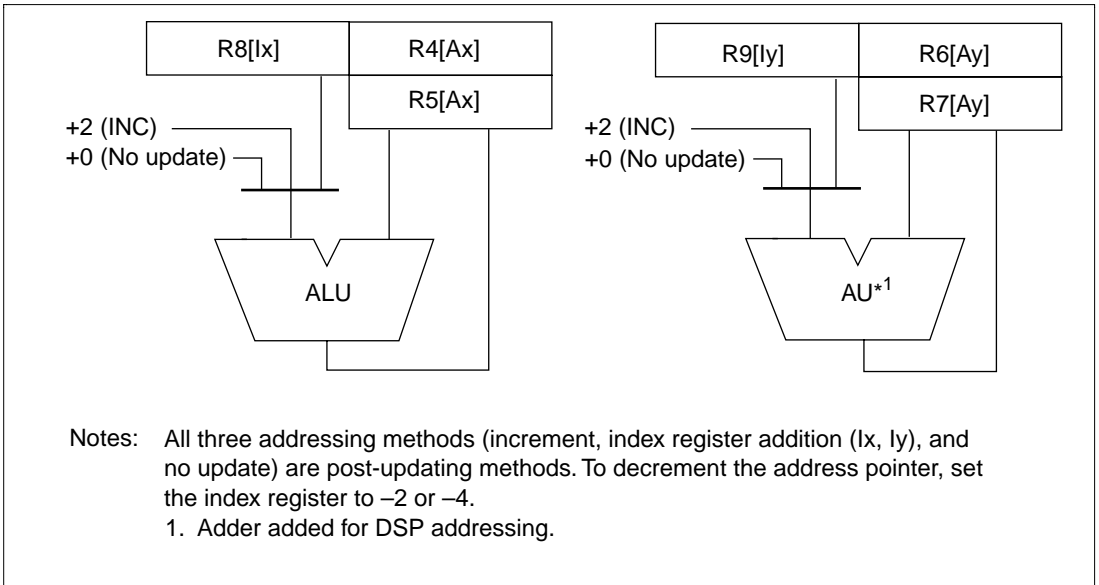 R8[Ix]
R4[Ax]
R5[Ax]
+2 (INC)
+0 (No update)
ALU
R9[Iy]
R6[Ay]
R7[Ay]
+2 (INC)
+0 (No update)
AU*1
Notes: All three addressing methods (increment, index register addition (Ix, Iy), and
no update) are post-updating methods. To decrement the address pointer, set
the index register to –2 or –4.
1. Adder added for DSP addressing.